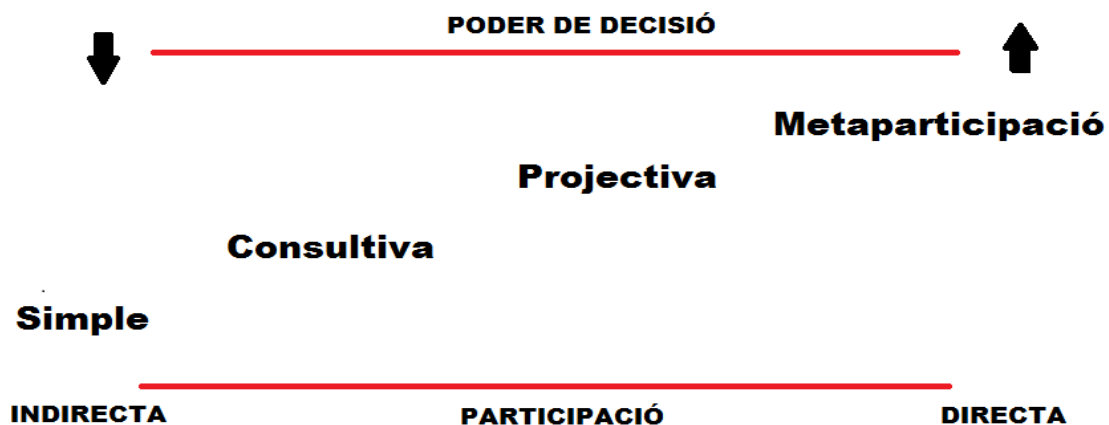 PODER DE DECISIÓ
Metaparticipació
Projectiva
Consultiva
Simple
INDIRECTA
PARTICIPACIÓ
DIRECTA